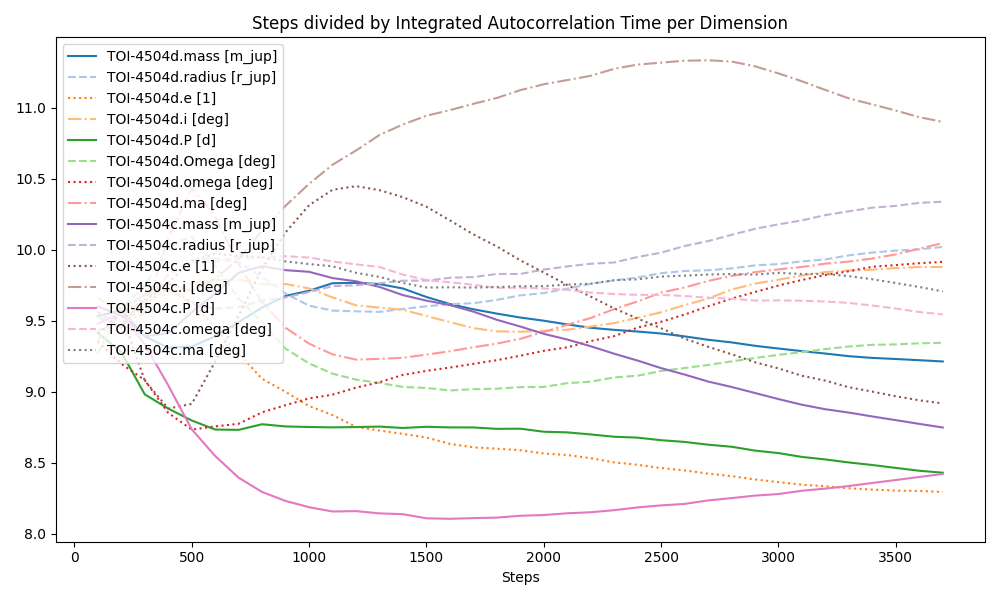 Steps divided by Integrated Autocorrelation Time per Dimension
TOI-4504d.mass [m_jup]
TOI-4504d.radius [r_jup]
TOI-4504d.e [1]
TOI-4504d.i [deg]
TOI-4504d.P [d]
TOI-4504d.Omega [deg]
TOI-4504d.omega [deg]
TOI-4504d.ma [deg]
TOI-4504c.mass [m_jup]
TOI-4504c.radius [r_jup]
TOI-4504c.e [1]
TOI-4504c.i [deg]
TOI-4504c.P [d]
TOI-4504c.omega [deg]
TOI-4504c.ma [deg]
11.0
10.5
10.0
9.5
9.0
8.5
8.0
0 500 1000 1500 2000 2500 3000 3500
Steps